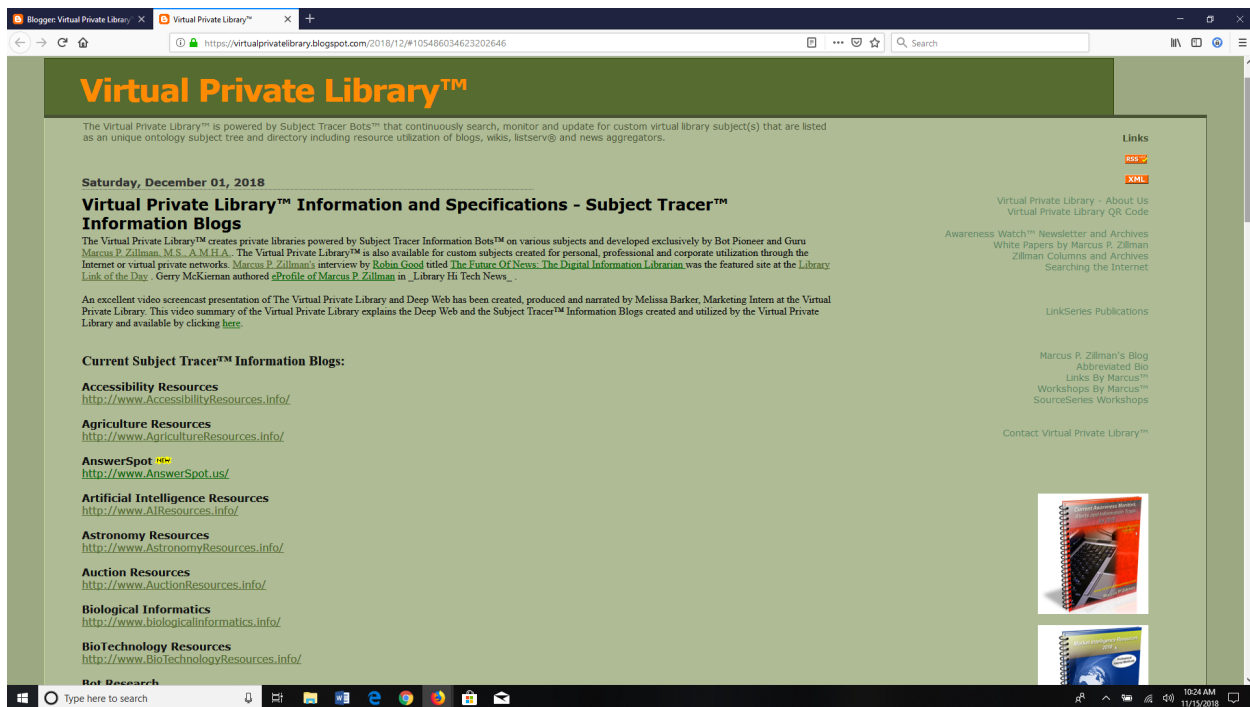 Blogger: Virtual Private Library™
Virtual Private Library™
https://virtualprivatelibrary.blogspot.com/2018/12/#105486034623202646
Search
Virtual Private Library™
The Virtual Private Library™ is powered by Subject Tracer Bots™ that continuously search, monitor and update for custom virtual library subject(s) that are listed
as an unique ontology subject tree and directory including resource utilization of blogs, wikis, listserv® and news aggregators.
Saturday, December 01, 2018
Virtual Private Library™ Information and Specifications - Subject Tracer™
Information Blogs
The Virtual Private Library™ creates private libraries powered by Subject Tracer Information Bots™ on various subjects and developed exclusively by Bot Pioneer and Guru
Marcus P. Zillman, M.S., A.M.H.A.. The Virtual Private Library™ is also available for custom subjects created for personal, professional and corporate utilization through the
Internet or virtual private networks. Marcus P. Zillman's interview by Robin Good titled The Future Of News: The Digital Information Librarian was the featured site at the Library
Link of the Day . Gerry McKiernan authored eProfile of Marcus P. Zillman in _Library Hi Tech News_ .
An excellent video screencast presentation of The Virtual Private Library and Deep Web has been created, produced and narrated by Melissa Barker, Marketing Intern at the Virtual
Private Library. This video summary of the Virtual Private Library explains the Deep Web and the Subject Tracer™ Information Blogs created and utilized by the Virtual Private
Library and available by clicking here.
Current Subject Tracer™ Information Blogs:
Accessibility Resources
http://www.AccessibilityResources.info/
Agriculture Resources
http://www.AgricultureResources.info/
AnswerSpot NEW
http://www.AnswerSpot.us/
Artificial Intelligence Resources
http://www.AIResources.info/
Astronomy Resources
http://www.AstronomyResources.info/
Auction Resources
http://www.AuctionResources.info/
Biological Informatics
http://www.biologicalinformatics.info/
BioTechnology Resources
http://www.BioTechnologyResources.info/
Bot Research
Links
RSS
XML
Virtual Private Library - About Us
Virtual Private Library QR Code
Awareness Watch™ Newsletter and Archives
White Papers by Marcus P. Zillman
Zillman Columns and Archives
Searching the Internet
LinkSeries Publications
Marcus P. Zillman's Blog
Abbreviated Bio
Links By Marcus™
Workshops By Marcus™
SourceSeries Workshops
Contact Virtual Private Library™
Type here to search
10:24 AM
11/15/2018